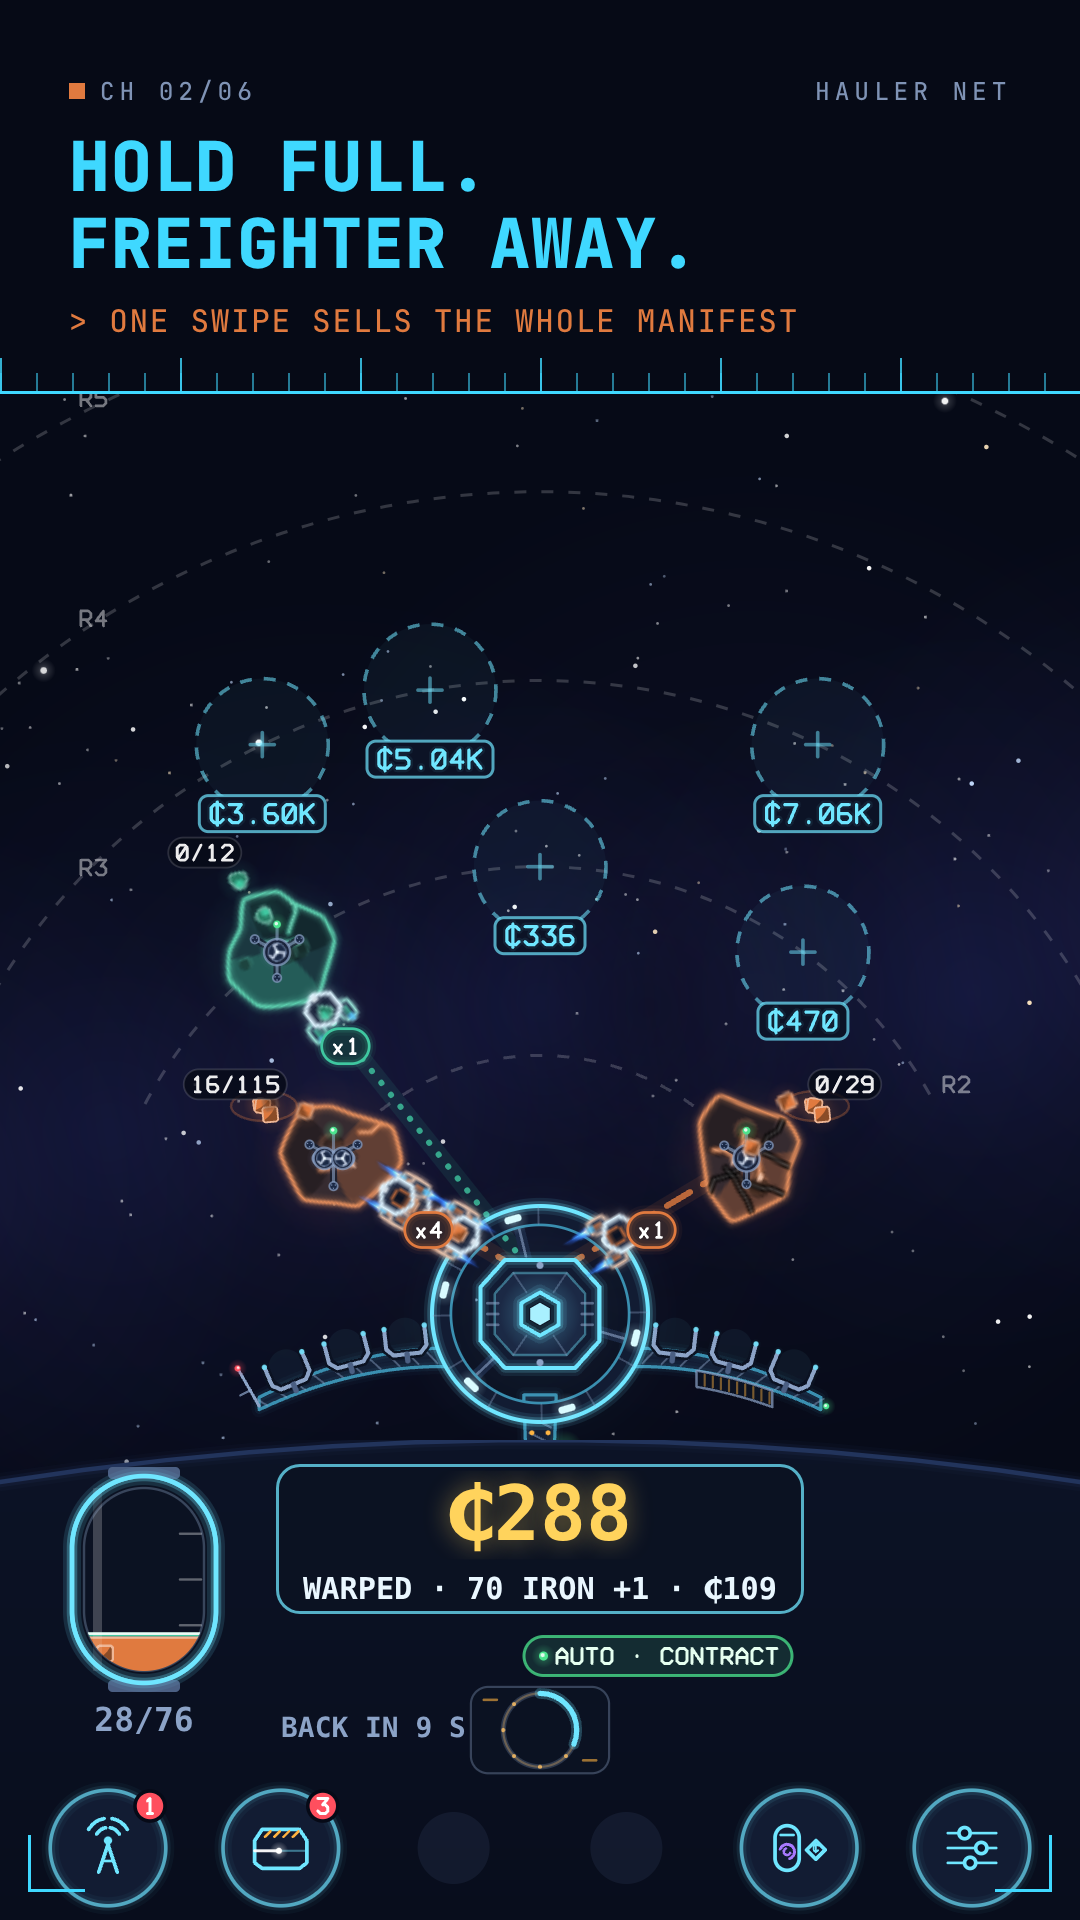 CH 02/06
HAULER NET
HOLD FULL.
FREIGHTER AWAY.
> ONE SWIPE SELLS THE WHOLE MANIFEST
R5
R4
₵5.04K
₵3.60K
₵7.06K
0/12
R3
₵336
₵470
x1
16/115
0/29
R2
x4
x1
₵288
WARPED · 70 IRON +1 · ₵109
AUTO · CONTRACT
28/76
BACK IN 9 S
1
3